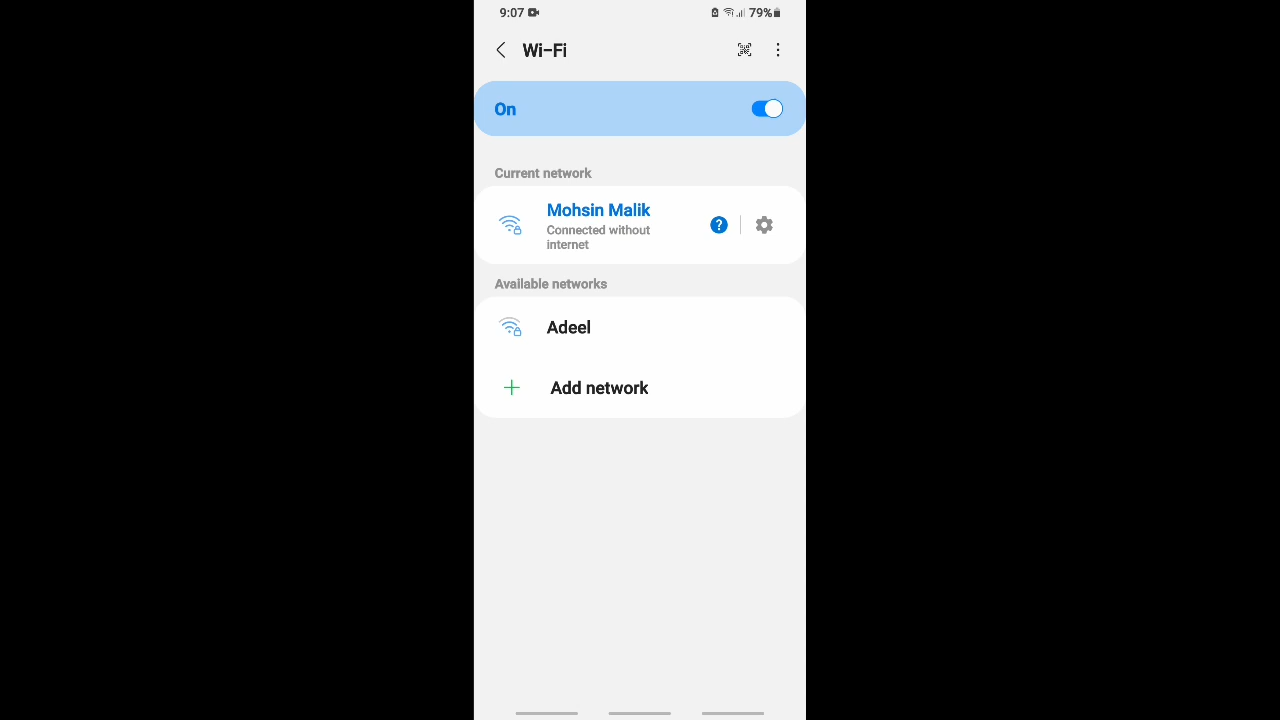 9:07 79%
Wi-Fi
On
Current network
Mohsin Malik
Connected without
internet
?
Available networks
Adeel
Add network